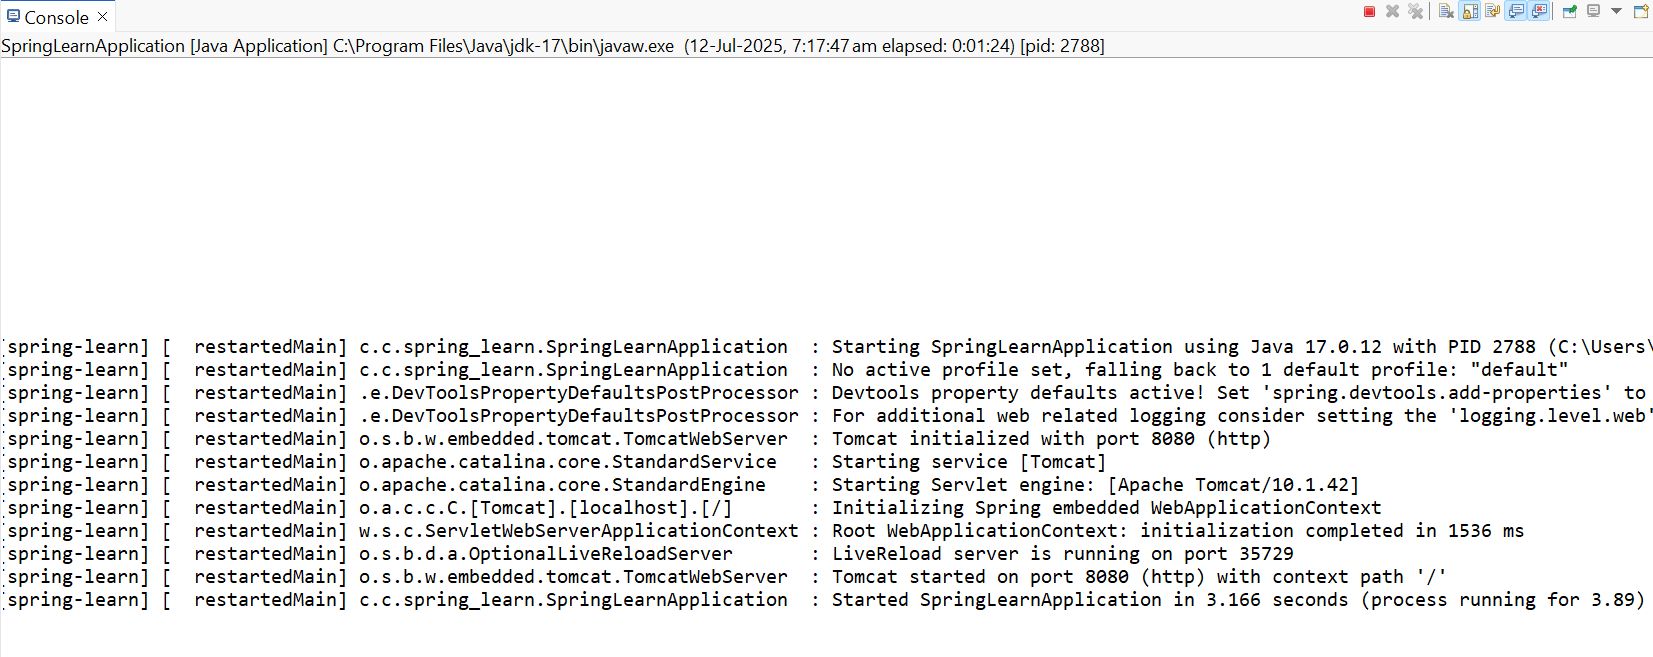 Console
SpringLearnApplication [Java Application] C:\Program Files\Java\jdk-17\bin\javaw.exe  (12-Jul-2025, 7:17:47 am elapsed: 0:01:24) [pid: 2788]
[spring-learn] [  restartedMain] c.c.spring_learn.SpringLearnApplication  : Starting SpringLearnApplication using Java 17.0.12 with PID 2788 (C:\Users\
[spring-learn] [  restartedMain] c.c.spring_learn.SpringLearnApplication  : No active profile set, falling back to 1 default profile: "default"
[spring-learn] [  restartedMain] .e.DevToolsPropertyDefaultsPostProcessor : Devtools property defaults active! Set 'spring.devtools.add-properties' to
[spring-learn] [  restartedMain] .e.DevToolsPropertyDefaultsPostProcessor : For additional web related logging consider setting the 'logging.level.web'
[spring-learn] [  restartedMain] o.s.b.w.embedded.tomcat.TomcatWebServer  : Tomcat initialized with port 8080 (http)
[spring-learn] [  restartedMain] o.apache.catalina.core.StandardService   : Starting service [Tomcat]
[spring-learn] [  restartedMain] o.apache.catalina.core.StandardEngine    : Starting Servlet engine: [Apache Tomcat/10.1.42]
[spring-learn] [  restartedMain] o.a.c.c.C.[Tomcat].[localhost].[/]       : Initializing Spring embedded WebApplicationContext
[spring-learn] [  restartedMain] w.s.c.ServletWebServerApplicationContext : Root WebApplicationContext: initialization completed in 1536 ms
[spring-learn] [  restartedMain] o.s.b.d.a.OptionalLiveReloadServer       : LiveReload server is running on port 35729
[spring-learn] [  restartedMain] o.s.b.w.embedded.tomcat.TomcatWebServer  : Tomcat started on port 8080 (http) with context path '/'
[spring-learn] [  restartedMain] c.c.spring_learn.SpringLearnApplication  : Started SpringLearnApplication in 3.166 seconds (process running for 3.89)